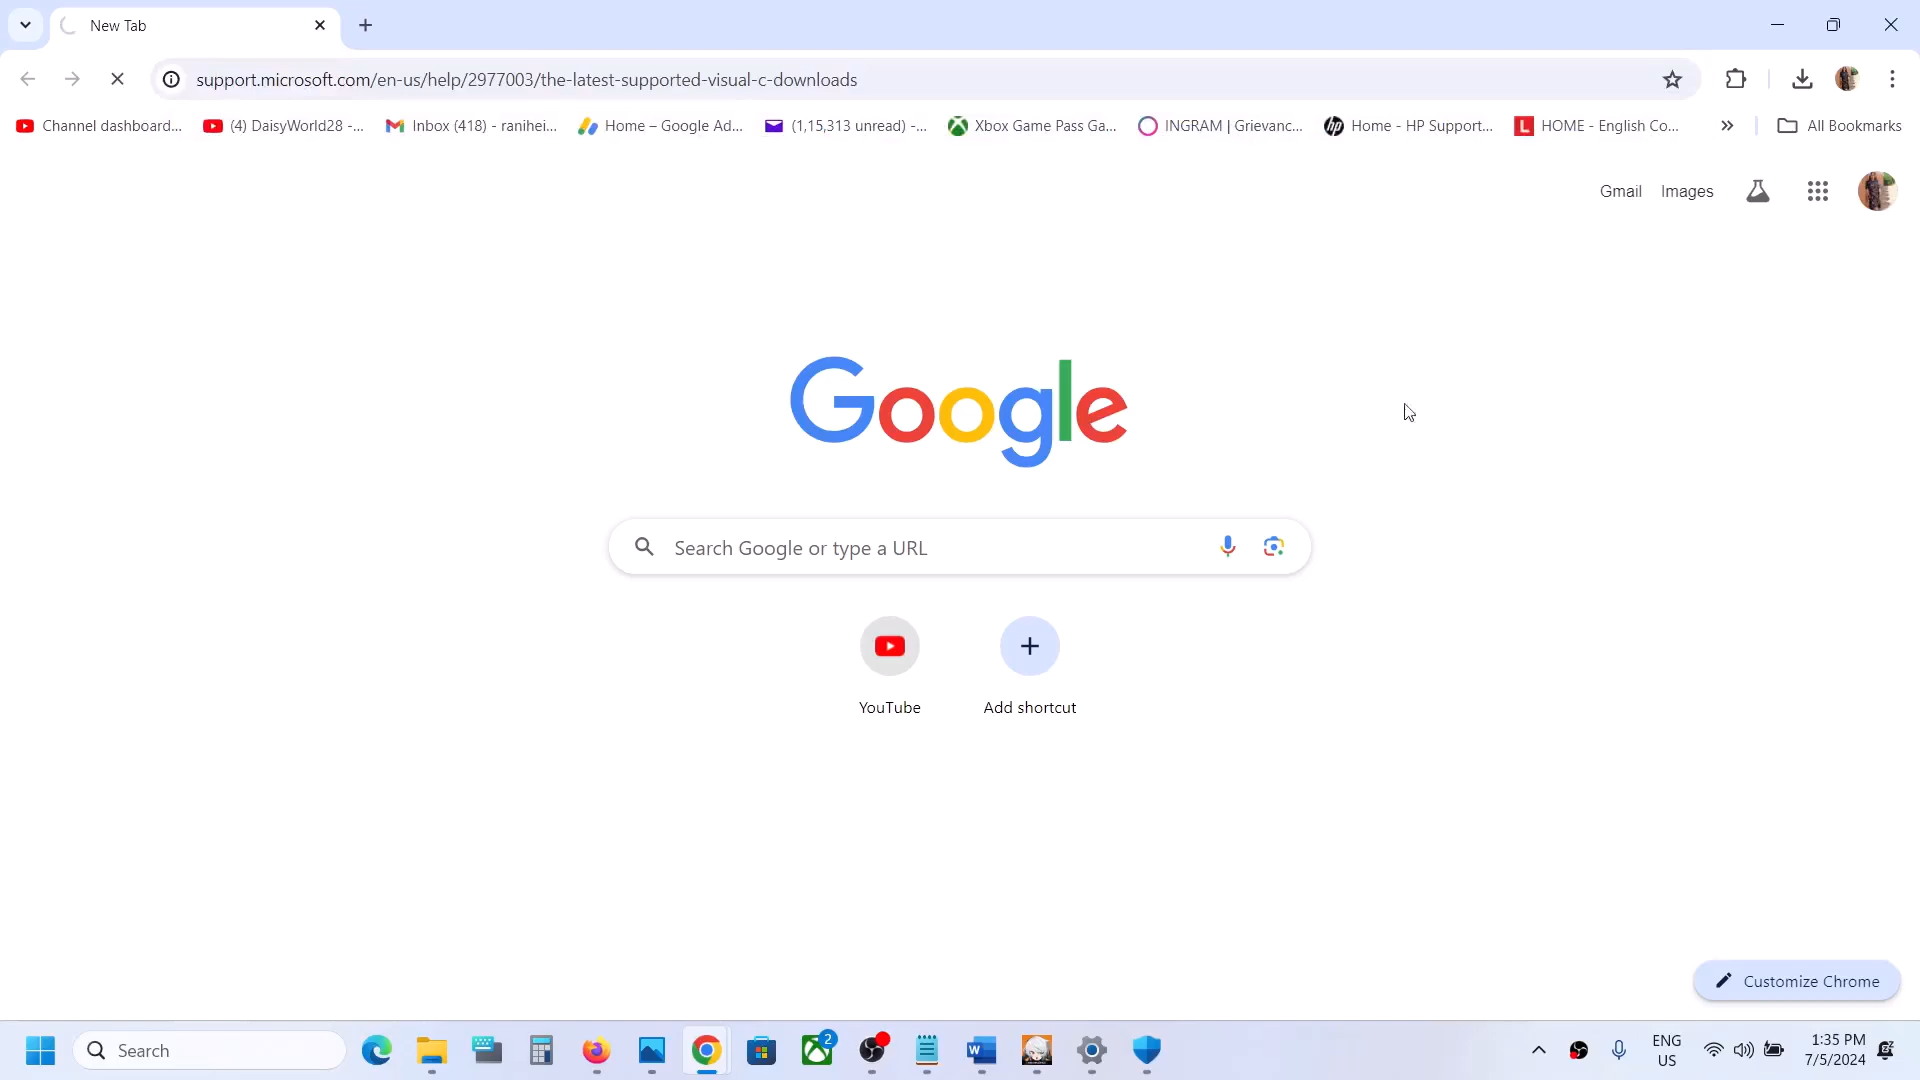 New Tab
support.microsoft.com/en-us/help/2977003/the-latest-supported-visual-c-downloads
Channel dashboard...
(4) DaisyWorld28 -...
Inbox (418) - ranihei...
Home – Google Ad...
(1,15,313 unread) -...
Xbox Game Pass Ga...
INGRAM | Grievanc...
hp
Home - HP Support...
L
HOME - English Co...
All Bookmarks
Gmail
Images
Google
Search Google or type a URL
YouTube
Add shortcut
Customize Chrome
Search
2
W
ENG
US
1:35 PM
7/5/2024